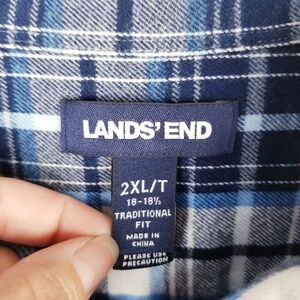 LANDS' END
2XL/T
18-18½
TRADITIONAL
FIT
MADE IN
CHINA
PLEASE USE
PRECAUTION